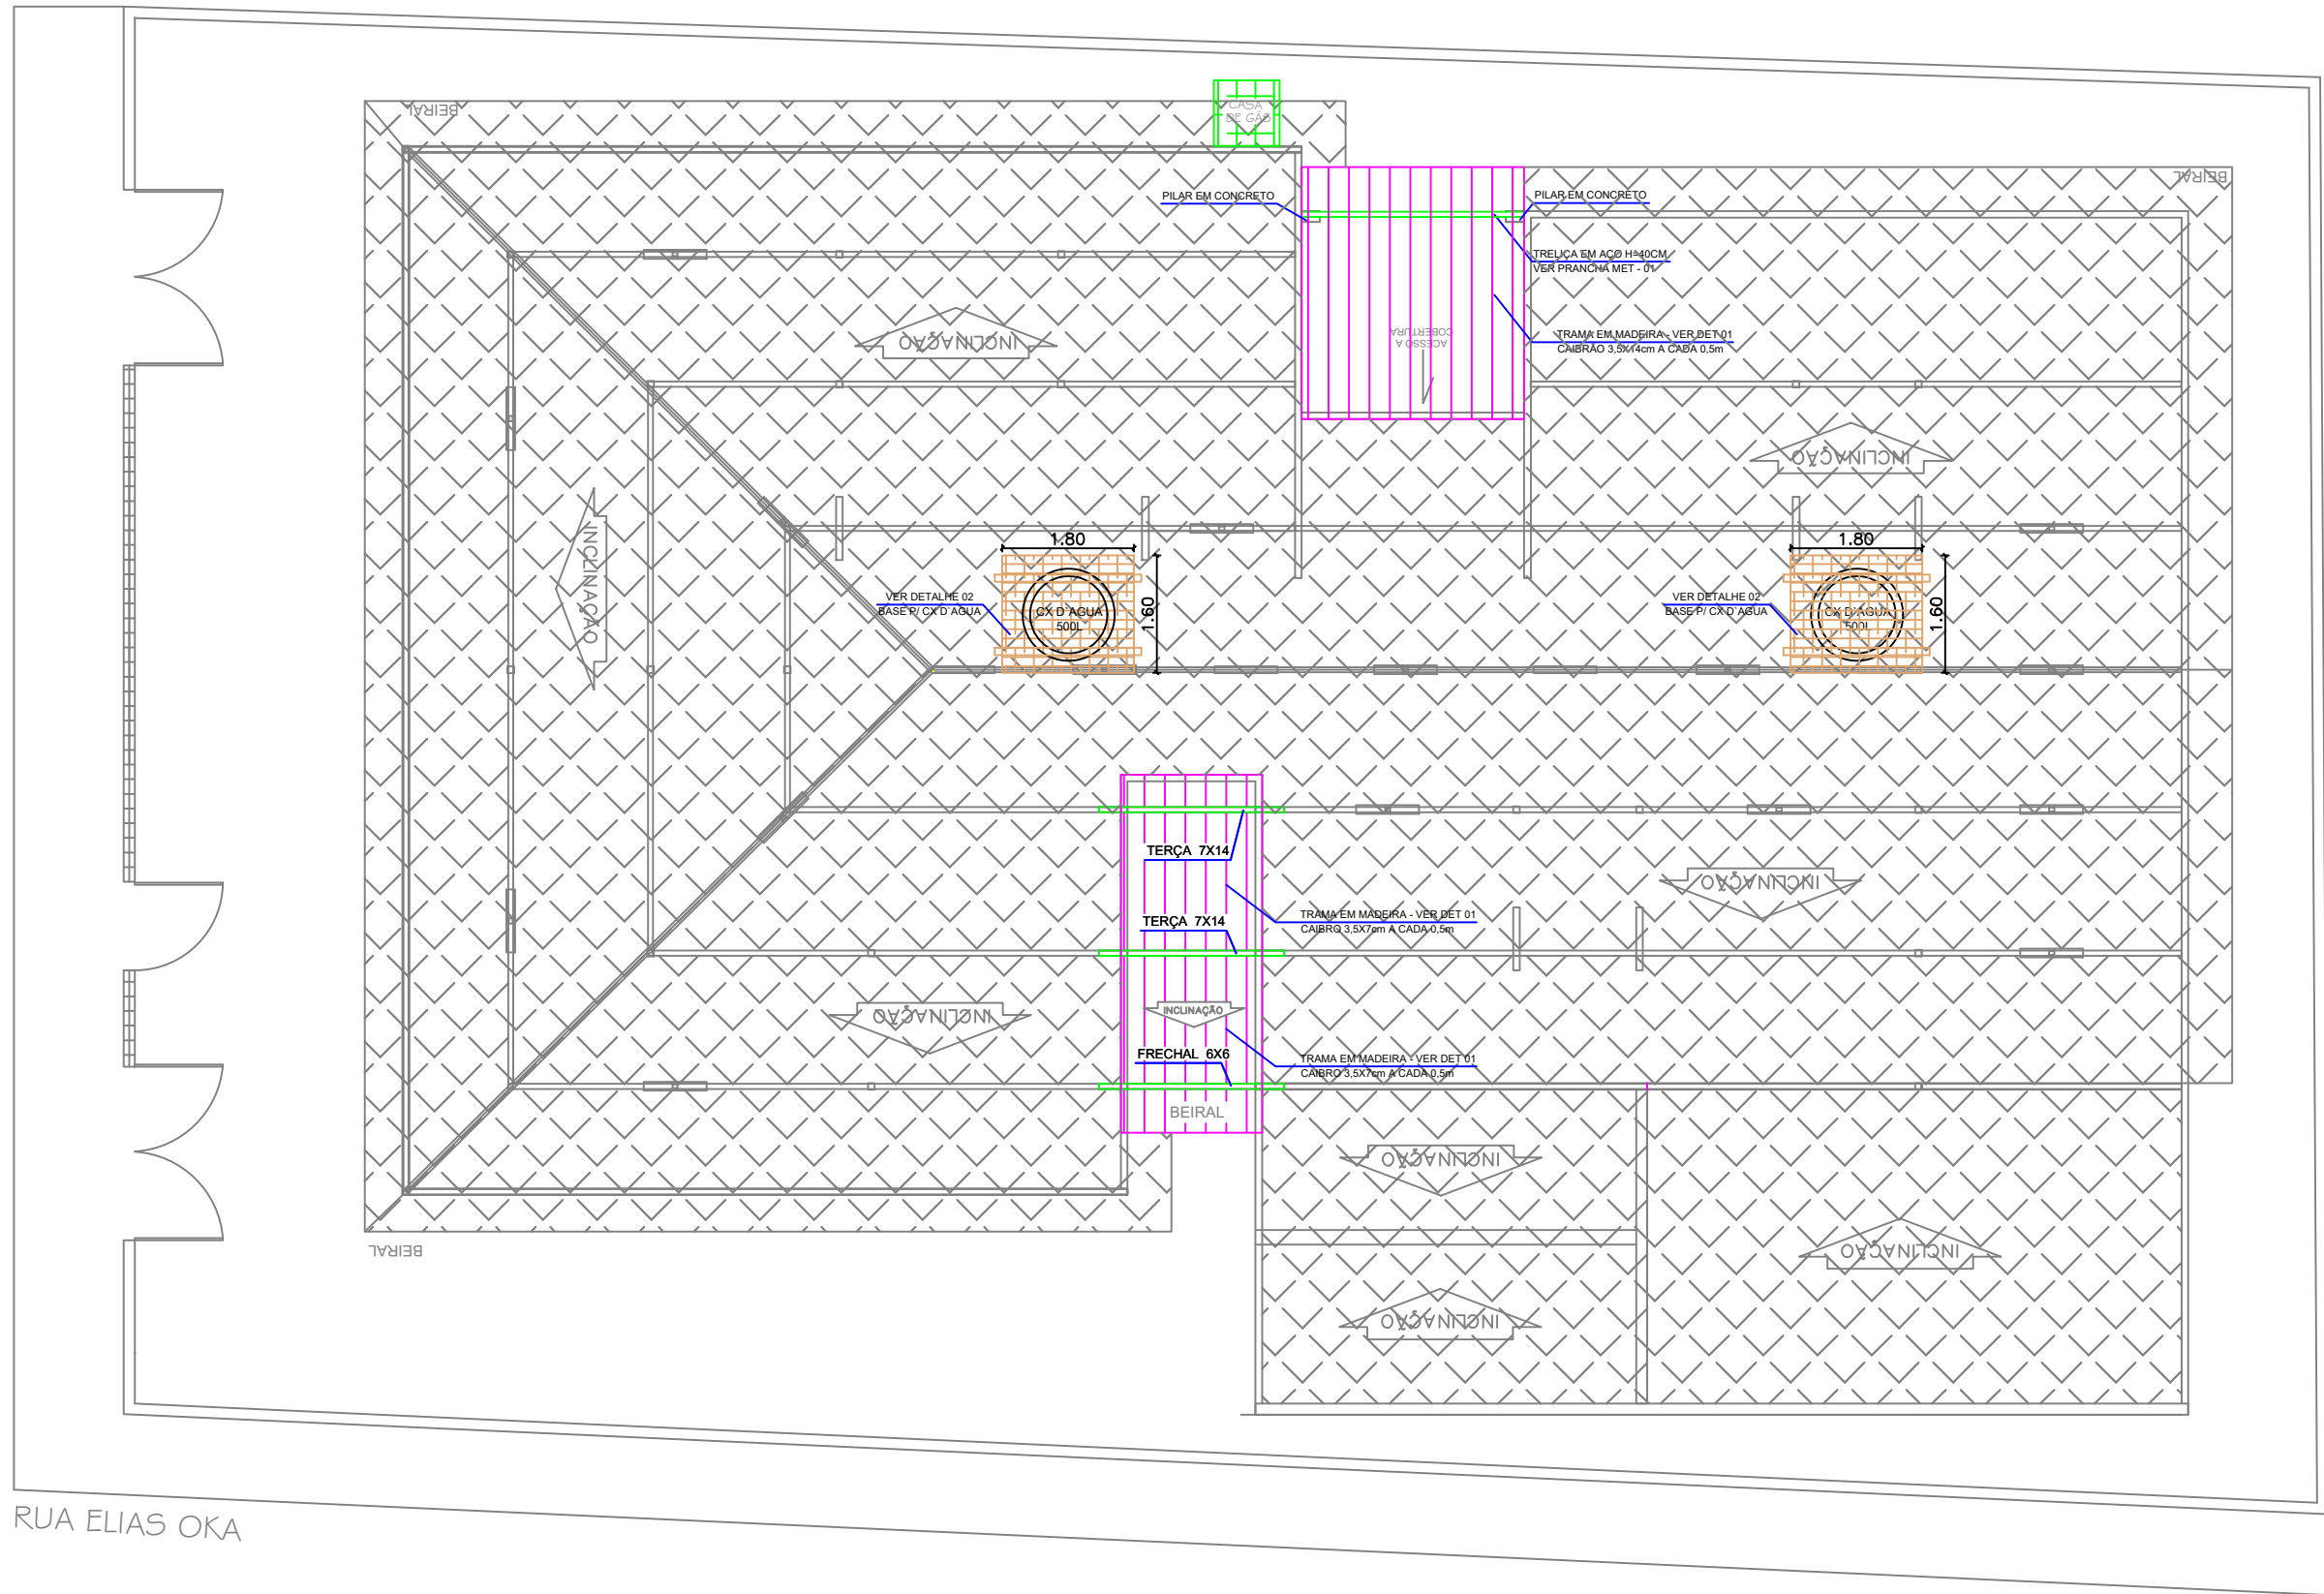 BEIRAL
CASA
DE GÁS
BEIRAL
PILAR EM CONCRETO
PILAR EM CONCRETO
TRELIÇA EM AÇO H=40CM
VER PRANCHA MET - 01
INCLINAÇÃO
ACESSO A
COBERTURA
TRAMA EM MADEIRA - VER DET 01
CAIBRAO 3,5X14cm A CADA 0,5m
INCLINAÇÃO
INCLINAÇÃO
1.80
1.80
VER DETALHE 02
BASE P/ CX D`AGUA
CX D`AGUA
500L
1.60
VER DETALHE 02
BASE P/ CX D`AGUA
CX D`AGUA
500L
1.60
TERÇA 7X14
INCLINAÇÃO
TERÇA 7X14
TRAMA EM MADEIRA - VER DET 01
CAIBRO 3,5X7cm A CADA 0,5m
INCLINAÇÃO
INCLINAÇÃO
FRECHAL 6X6
TRAMA EM MADEIRA - VER DET 01
CAIBRO 3,5X7cm A CADA 0,5m
BEIRAL
INCLINAÇÃO
BEIRAL
INCLINAÇÃO
INCLINAÇÃO
RUA ELIAS OKA